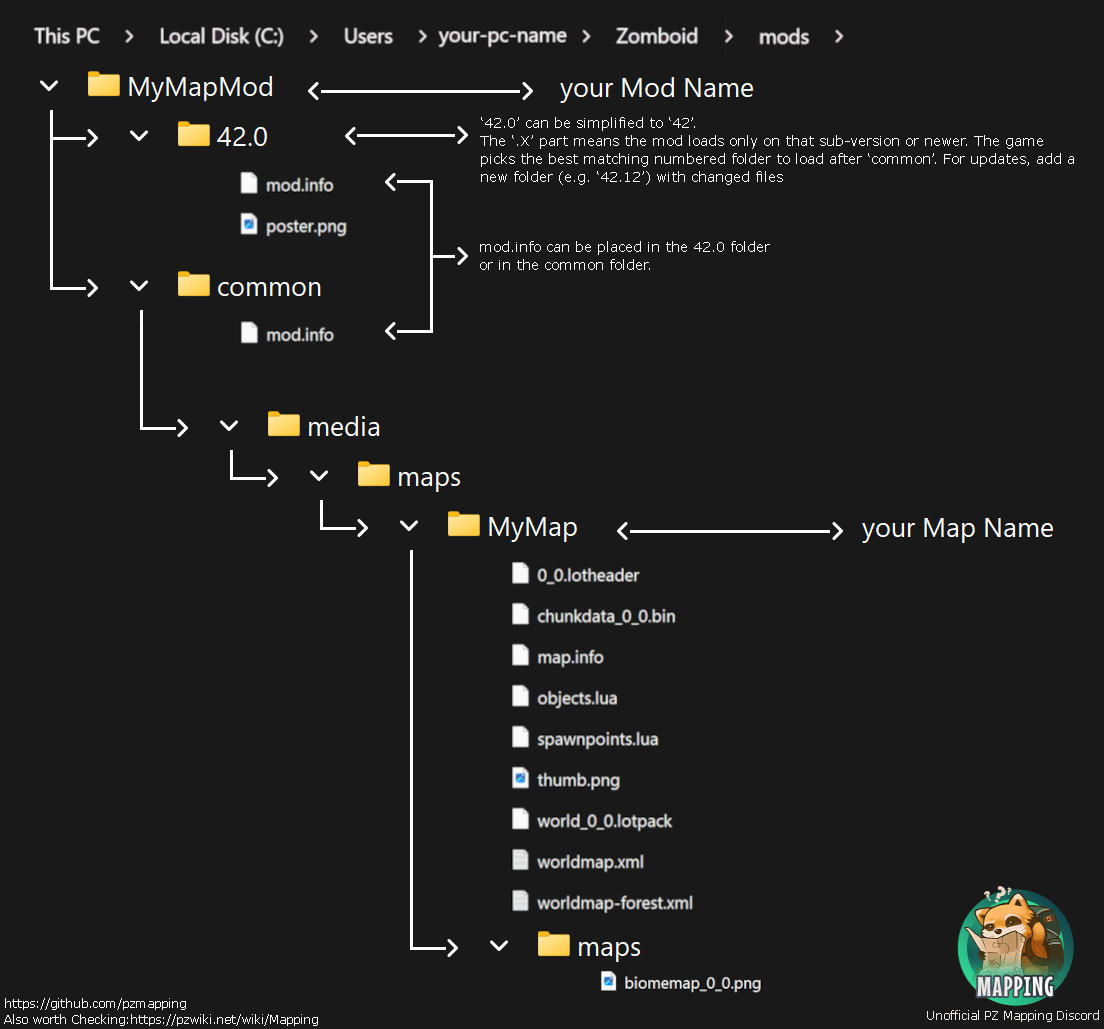 This PC > Local Disk (C:) > Users > your-pc-name > Zomboid > mods >
MyMapMod your Mod Name
42.0
‘42.0’ can be simplified to ‘42’.
The ‘.X’ part means the mod loads only on that sub-version or newer. The game
picks the best matching numbered folder to load after ‘common’. For updates, add a
new folder (e.g. ‘42.12’) with changed files
mod.info
poster.png
mod.info can be placed in the 42.0 folder
or in the common folder.
common
mod.info
media
maps
MyMap your Map Name
0_0.lotheader
chunkdata_0_0.bin
map.info
objects.lua
spawnpoints.lua
thumb.png
world_0_0.lotpack
worldmap.xml
worldmap-forest.xml
maps
biomemap_0_0.png
? ? ?
MAPPING
https://github.com/pzmapping
Also worth Checking:https://pzwiki.net/wiki/Mapping
Unofficial PZ Mapping Discord